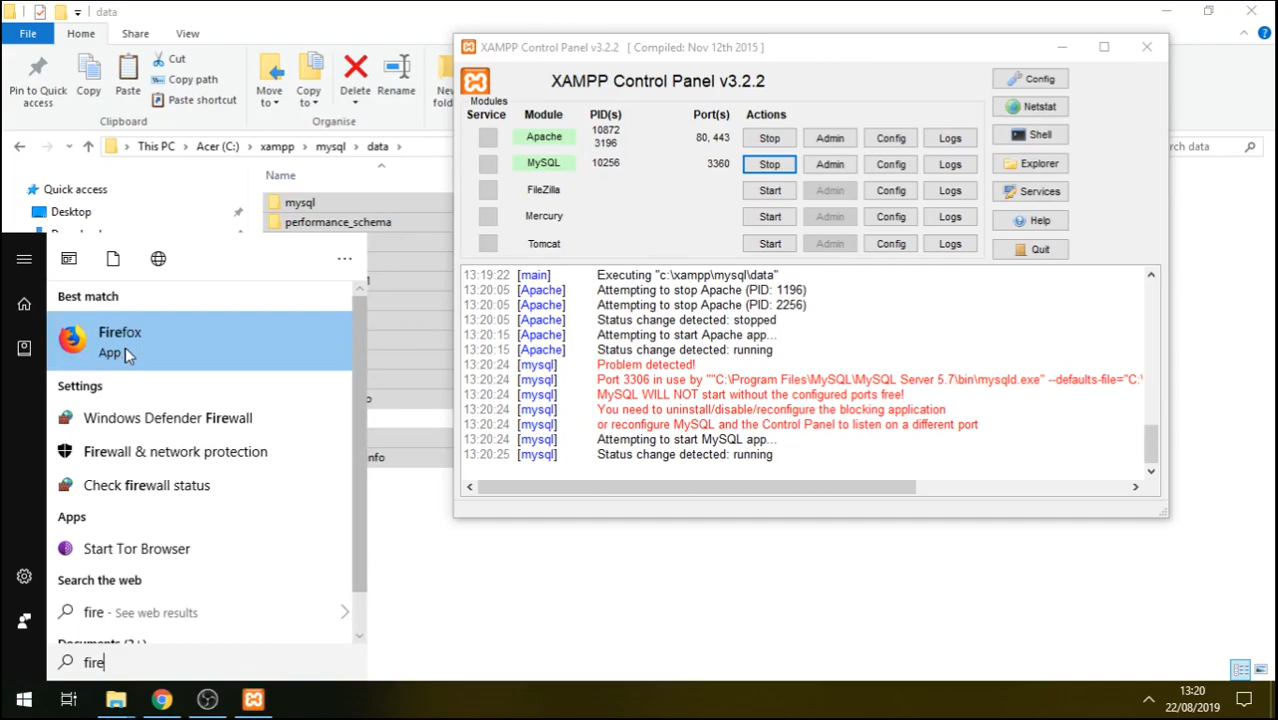 data
File
Home
Share
View
Pin to Quick access
Copy
Paste
Cut
Copy path
Paste shortcut
Move to
Copy to
Delete
Rename
New
Clipboard
Organise
This PC > Acer (C:) > xampp > mysql > data >
Quick access
Desktop
Name
mysql
performance_schema
XAMPP Control Panel v3.2.2 [ Compiled: Nov 12th 2015 ]
XAMPP Control Panel v3.2.2
Modules
Service Module PID(s) Port(s) Actions
Apache 10872 3196 80, 443 Stop Admin Config Logs
MySQL 10256 3360 Stop Admin Config Logs
FileZilla Start Admin Config Logs
Mercury Start Admin Config Logs
Tomcat Start Admin Config Logs
Config
Netstat
Shell
Explorer
Services
Help
Quit
13:19:22 [main] Executing "c:\xampp\mysql\data"
13:20:05 [Apache] Attempting to stop Apache (PID: 1196)
13:20:05 [Apache] Attempting to stop Apache (PID: 2256)
13:20:05 [Apache] Status change detected: stopped
13:20:15 [Apache] Attempting to start Apache app...
13:20:15 [Apache] Status change detected: running
13:20:24 [mysql] Problem detected!
13:20:24 [mysql] Port 3306 in use by ""C:\Program Files\MySQL\MySQL Server 5.7\bin\mysqld.exe" --defaults-file="C:\
13:20:24 [mysql] MySQL WILL NOT start without the configured ports free!
13:20:24 [mysql] You need to uninstall/disable/reconfigure the blocking application
13:20:24 [mysql] or reconfigure MySQL and the Control Panel to listen on a different port
13:20:24 [mysql] Attempting to start MySQL app...
13:20:25 [mysql] Status change detected: running
Best match
Firefox
App
Settings
Windows Defender Firewall
Firewall & network protection
Check firewall status
Apps
Start Tor Browser
Search the web
fire - See web results
fire
13:20
22/08/2019